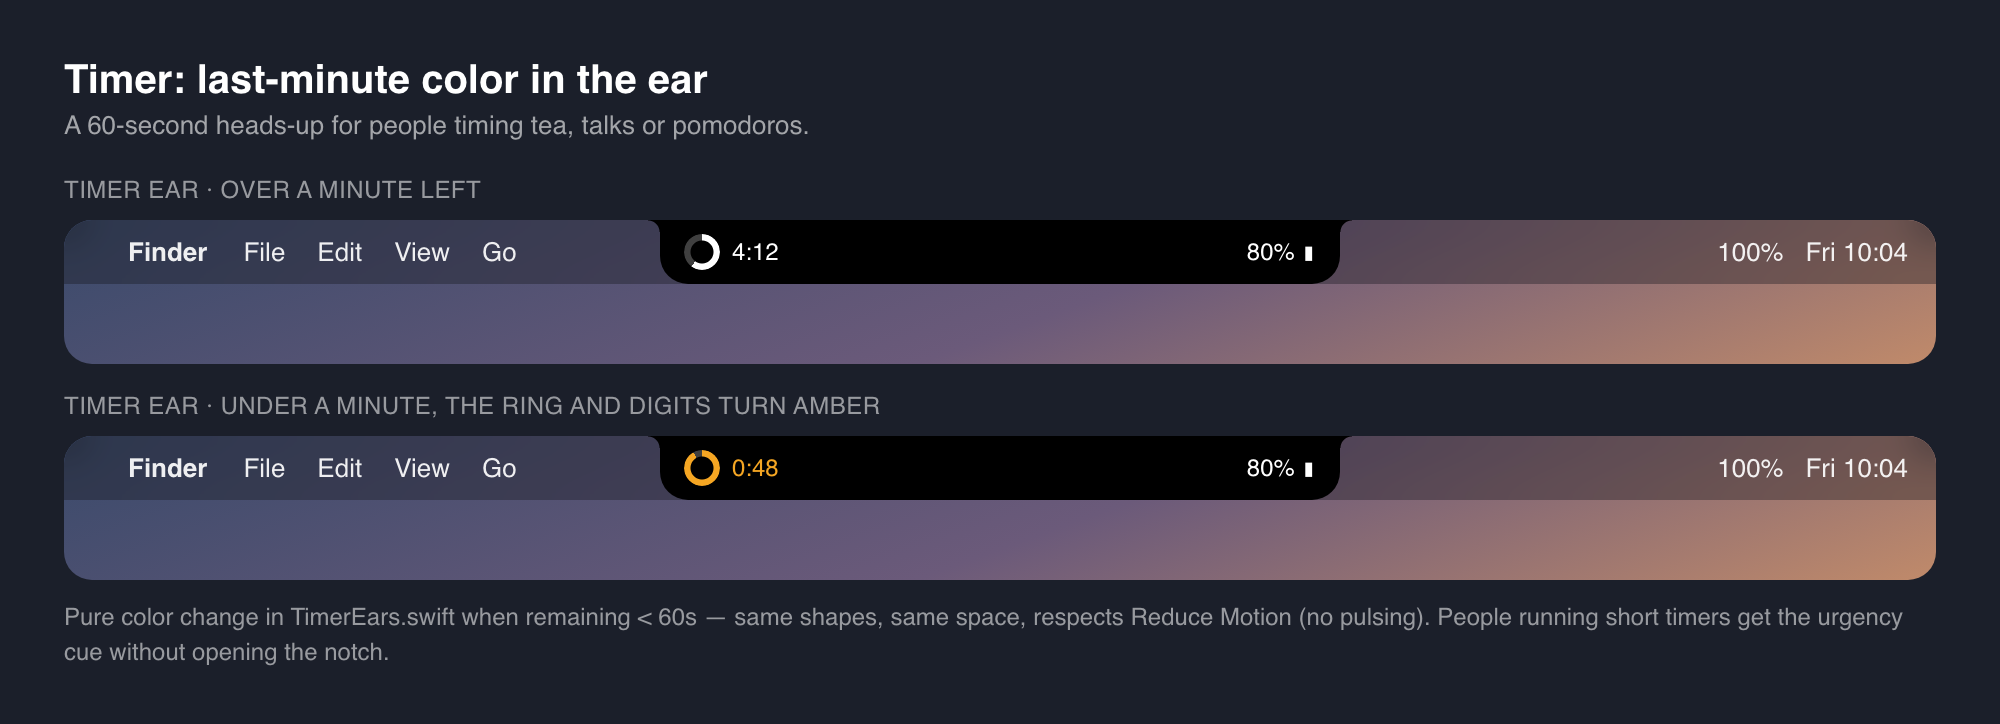 Timer: last-minute color in the ear
A 60-second heads-up for people timing tea, talks or pomodoros.
TIMER EAR · OVER A MINUTE LEFT
Finder File Edit View Go 4:12 80% 100% Fri 10:04
TIMER EAR · UNDER A MINUTE, THE RING AND DIGITS TURN AMBER
Finder File Edit View Go 0:48 80% 100% Fri 10:04
Pure color change in TimerEars.swift when remaining < 60s — same shapes, same space, respects Reduce Motion (no pulsing). People running short timers get the urgency
cue without opening the notch.